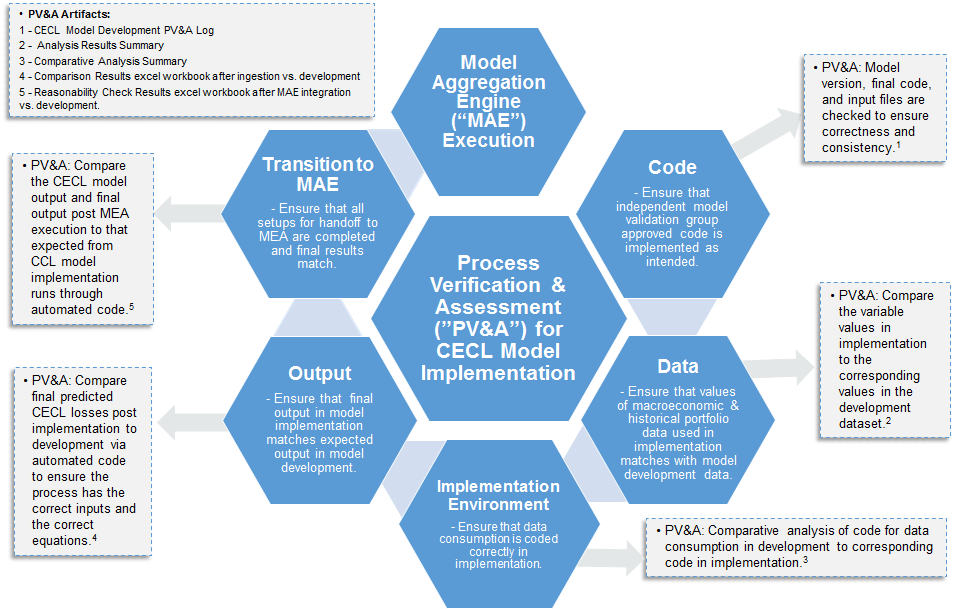 • PV&A Artifacts:
1 - CECL Model Development PV&A Log
2 - Analysis Results Summary
3 - Comparative Analysis Summary
4 - Comparison Results excel workbook after ingestion vs. development
5 - Reasonability Check Results excel workbook after MAE integration
vs. development.
Model
Aggregation
Engine
("MAE")
Execution
• PV&A: Model
version, final code,
and input files are
checked to ensure
correctness and
consistency.1
Code
- Ensure that
independent model
validation group
approved code is
implemented as
intended.
Transition to
MAE
- Ensure that all
setups for handoff to
MEA are completed
and final results
match.
• PV&A: Compare
the CECL model
output and final
output post MEA
execution to that
expected from
CCL model
implementation
runs through
automated code.5
Process
Verification &
Assessment
("PV&A") for
CECL Model
Implementation
• PV&A: Compare
the variable
values in
implementation
to the
corresponding
values in the
development
dataset.2
Data
- Ensure that values
of macroeconomic &
historical portfolio
data used in
implementation
matches with model
development data.
Output
- Ensure that final
output in model
implementation
matches expected
output in model
development.
• PV&A: Compare
final predicted
CECL losses post
implementation to
development via
automated code
to ensure the
process has the
correct inputs and
the correct
equations.4
Implementation
Environment
- Ensure that data
consumption is coded
correctly in
implementation.
• PV&A: Comparative analysis of code for data
consumption in development to corresponding
code in implementation.3